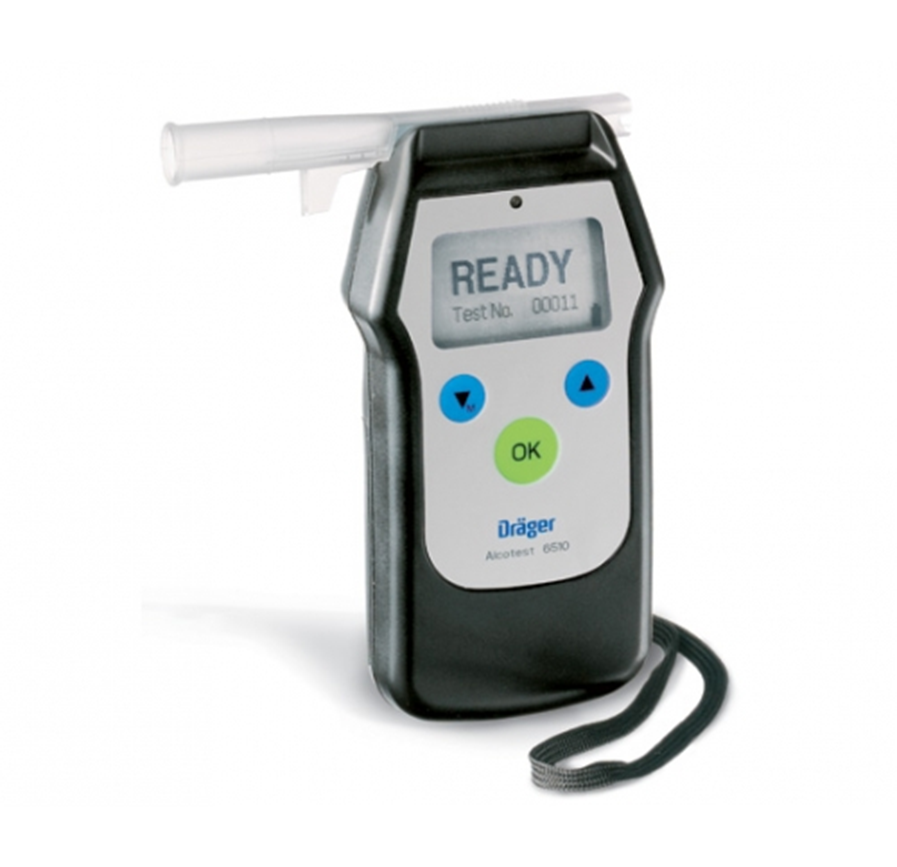 READY
Test No. 00011
▼M
▲
OK
Dräger
Alcotest 6510